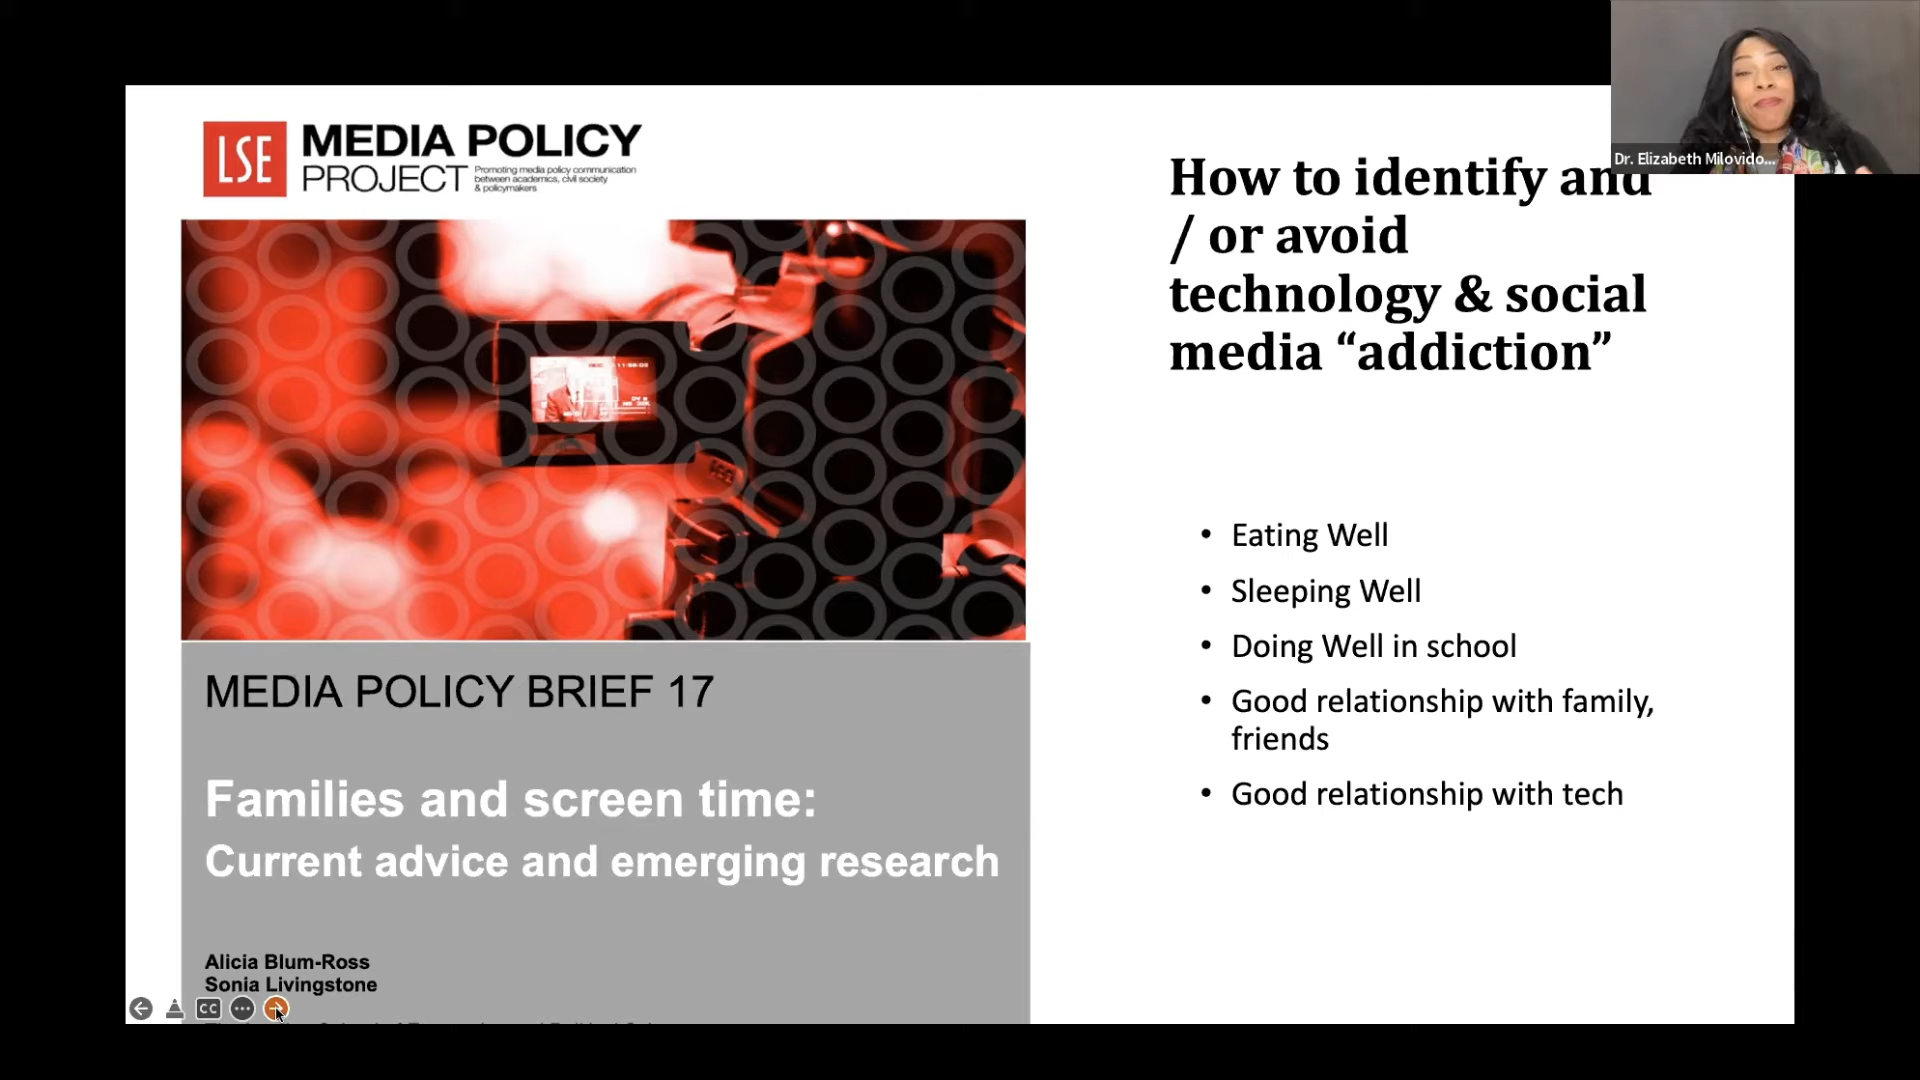 LSE
MEDIA POLICY
PROJECT
Promoting media policy communication
between academics, civil society
& policymakers
MEDIA POLICY BRIEF 17
Families and screen time:
Current advice and emerging research
Alicia Blum-Ross
Sonia Livingstone
CC
Dr. Elizabeth Milovido...
How to identify and
/ or avoid
technology & social
media “addiction”
• Eating Well
• Sleeping Well
• Doing Well in school
• Good relationship with family,
friends
• Good relationship with tech